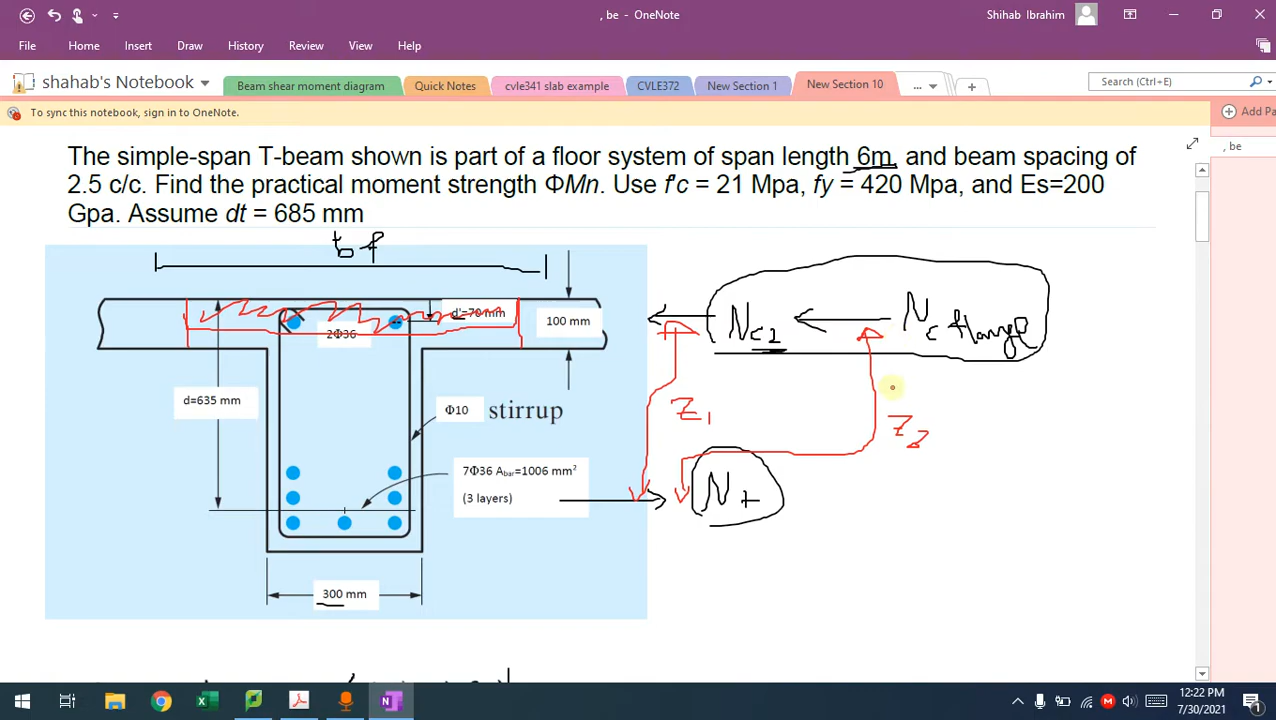 , be - OneNote
Shihab Ibrahim
File Home Insert Draw History Review View Help
shahab's Notebook
Beam shear moment diagram
Quick Notes
cvle341 slab example
CVLE372
New Section 1
New Section 10
...
Search (Ctrl+E)
To sync this notebook, sign in to OneNote.
Add Pa
, be
The simple-span T-beam shown is part of a floor system of span length 6m, and beam spacing of
2.5 c/c. Find the practical moment strength ΦMn. Use f'c = 21 Mpa, fy = 420 Mpa, and Es=200
Gpa. Assume dt = 685 mm
d'=70 mm
100 mm
2Φ36
Nc2
Nc flange
d=635 mm
Φ10
stirrup
Z1
Z2
7Φ36 Abar=1006 mm²
(3 layers)
300 mm
12:22 PM
7/30/2021
1